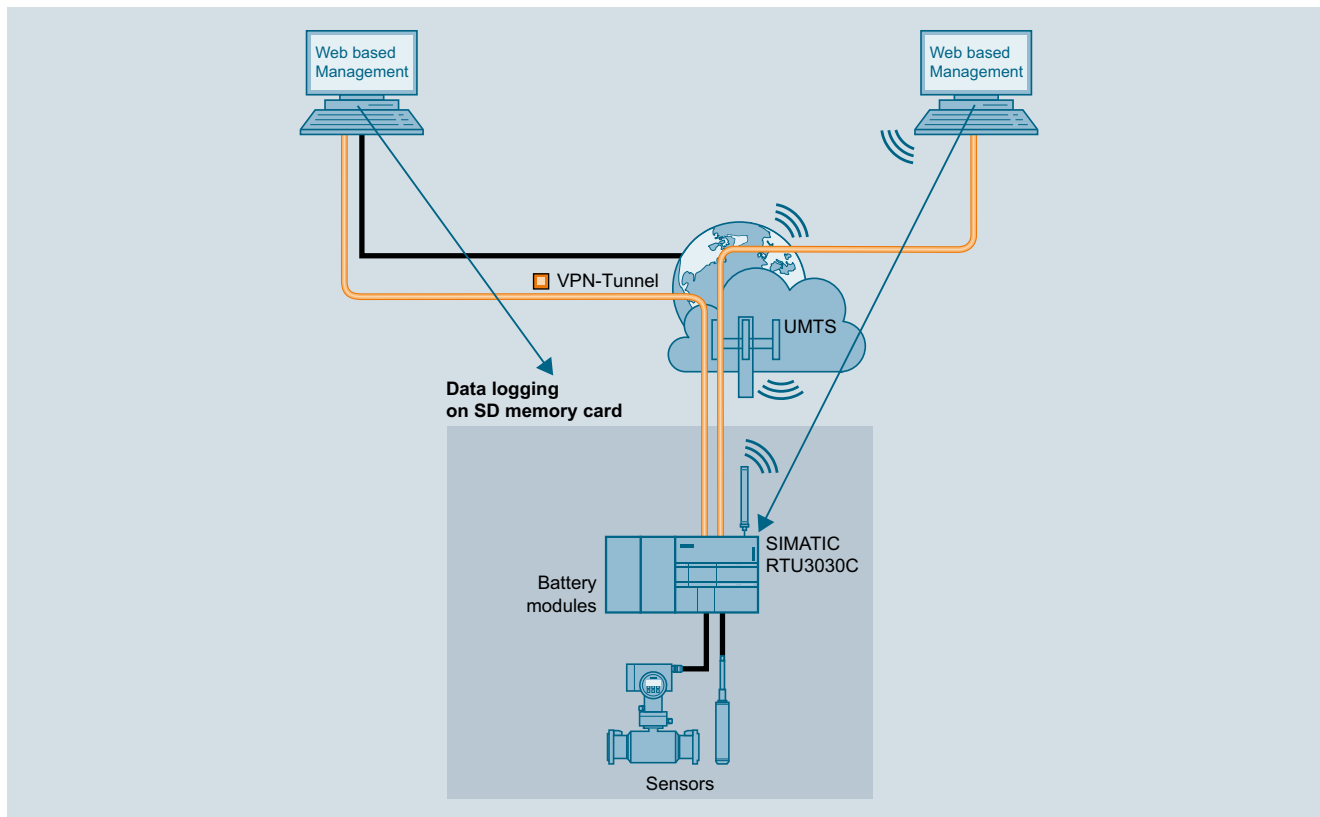 Web based
Management
Web based
Management
VPN-Tunnel
UMTS
Data logging
on SD memory card
SIMATIC
RTU3030C
Battery
modules
Sensors